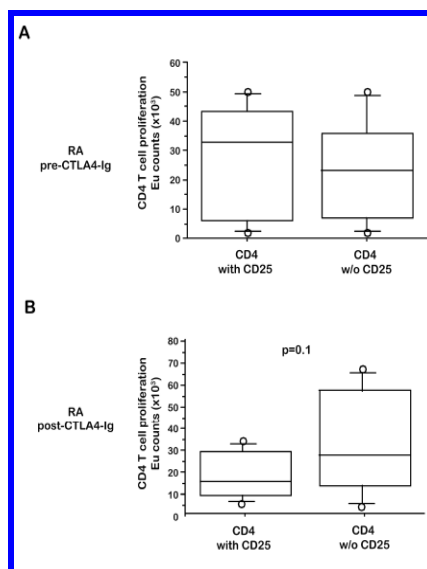 A
RA
pre-CTLA4-Ig
CD4 T cell proliferation
Eu counts (x10³)
60
50
40
30
20
10
0
CD4
with CD25
CD4
w/o CD25
B
RA
post-CTLA4-Ig
CD4 T cell proliferation
Eu counts (x10³)
80
70
60
50
40
30
20
10
0
p=0.1
CD4
with CD25
CD4
w/o CD25